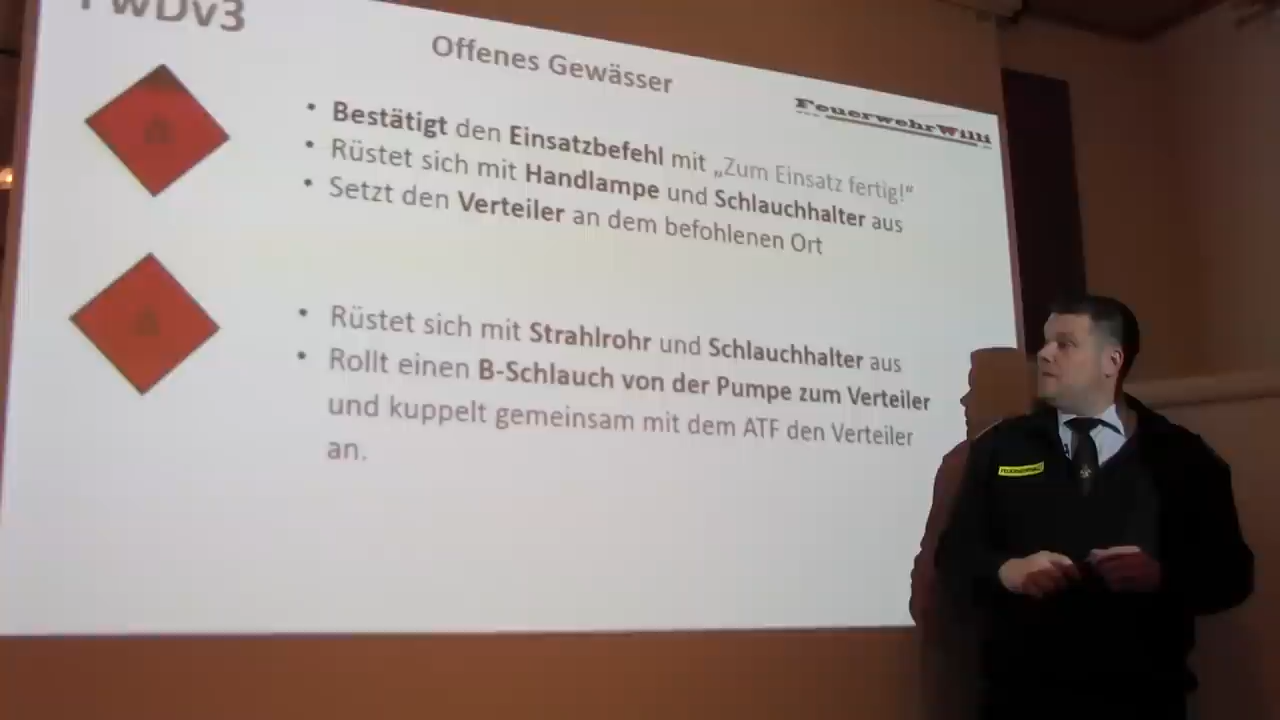 FwDv3
Offenes Gewässer
FeuerwehrWilli
• Bestätigt den Einsatzbefehl mit „Zum Einsatz fertig!“
• Rüstet sich mit Handlampe und Schlauchhalter aus
• Setzt den Verteiler an dem befohlenen Ort
• Rüstet sich mit Strahlrohr und Schlauchhalter aus
• Rollt einen B-Schlauch von der Pumpe zum Verteiler
und kuppelt gemeinsam mit dem ATF den Verteiler
an.